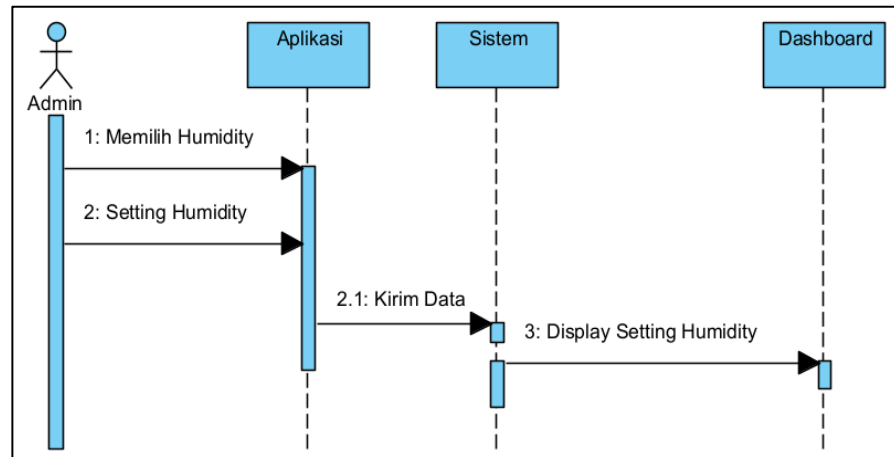 Aplikasi
Sistem
Dashboard
Admin
1: Memilih Humidity
2: Setting Humidity
2.1: Kirim Data
3: Display Setting Humidity